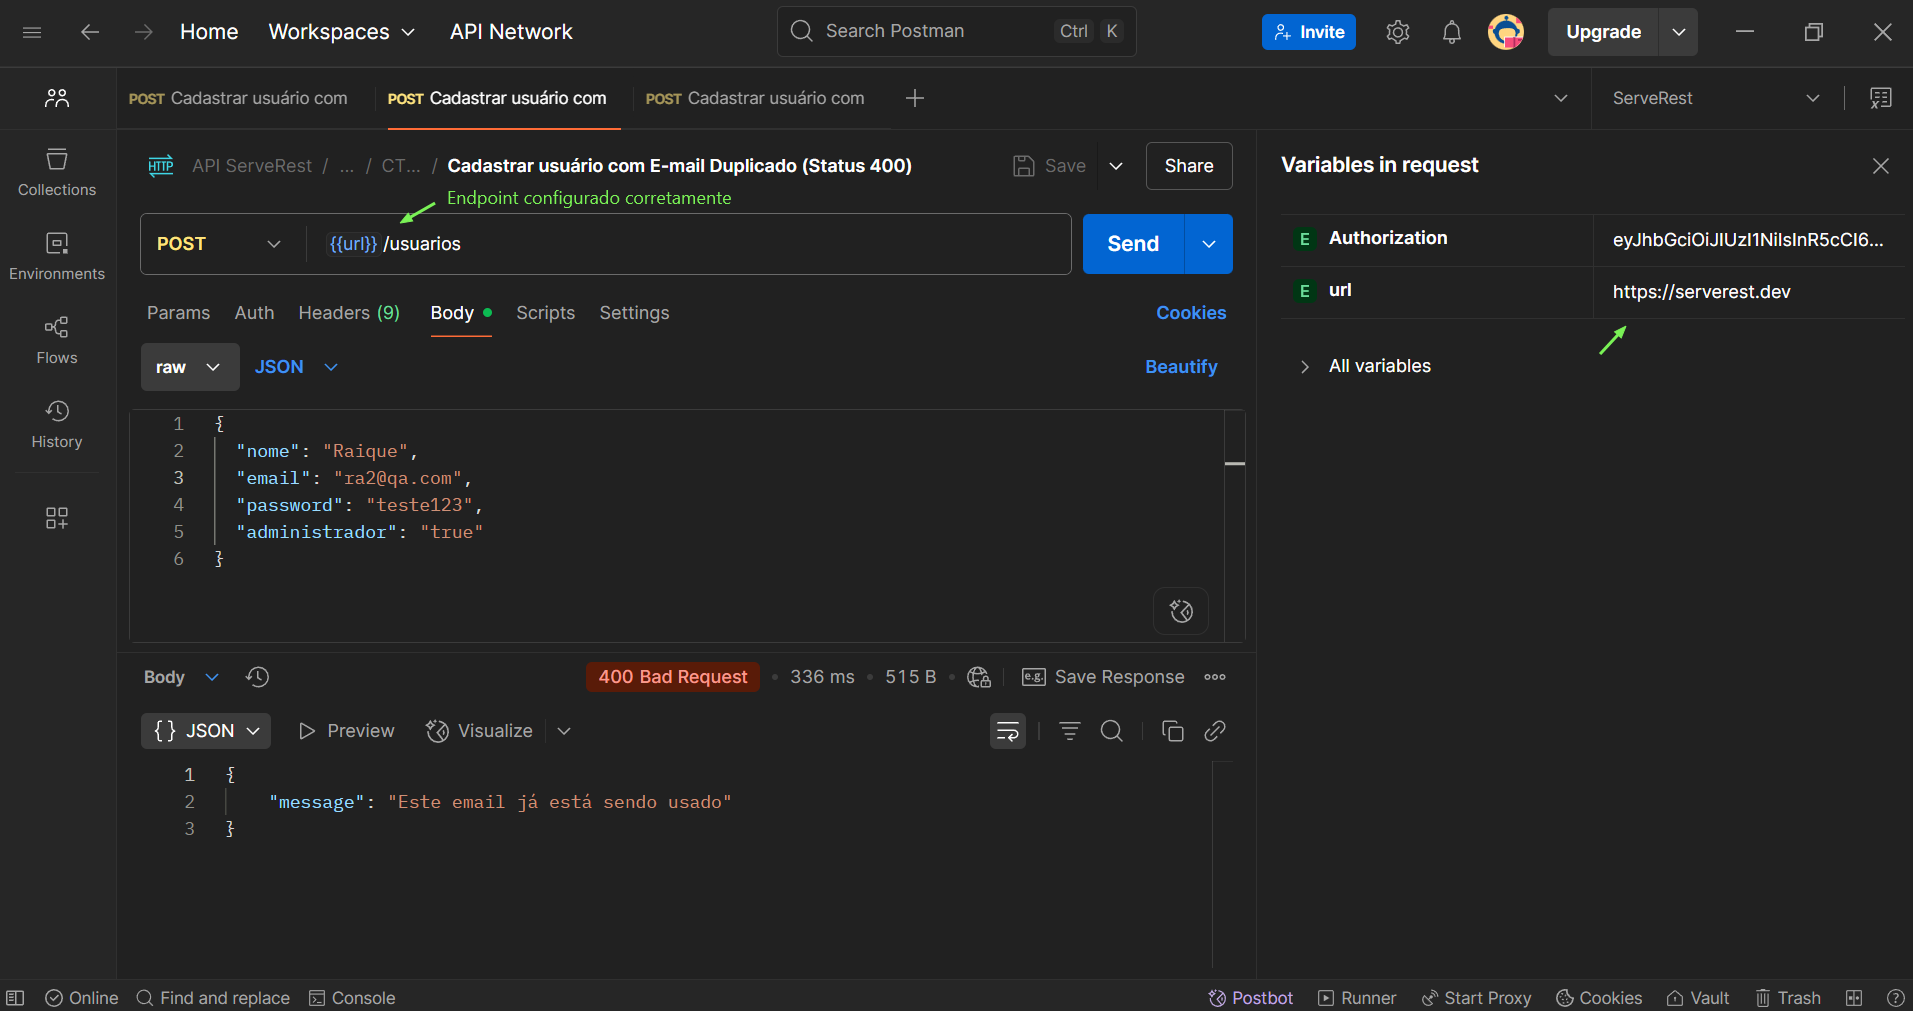 Home Workspaces API Network Search Postman Ctrl K Invite Upgrade
POST Cadastrar usuário com POST Cadastrar usuário com POST Cadastrar usuário com ServeRest
HTTP API ServeRest / ... / CT... / Cadastrar usuário com E-mail Duplicado (Status 400) Save Share
Endpoint configurado corretamente
POST {{url}} /usuarios Send
Params Auth Headers (9) Body Scripts Settings Cookies
raw JSON Beautify
1 {
2 "nome": "Raique",
3 "email": "ra2@qa.com",
4 "password": "teste123",
5 "administrador": "true"
6 }
Collections
Environments
Flows
History
Variables in request
E Authorization eyJhbGciOiJIUzI1NiIsInR5cCI6...
E url https://serverest.dev
All variables
Body 400 Bad Request 336 ms 515 B e.g. Save Response
{} JSON Preview Visualize
1 {
2 "message": "Este email já está sendo usado"
3 }
Online Find and replace Console Postbot Runner Start Proxy Cookies Vault Trash